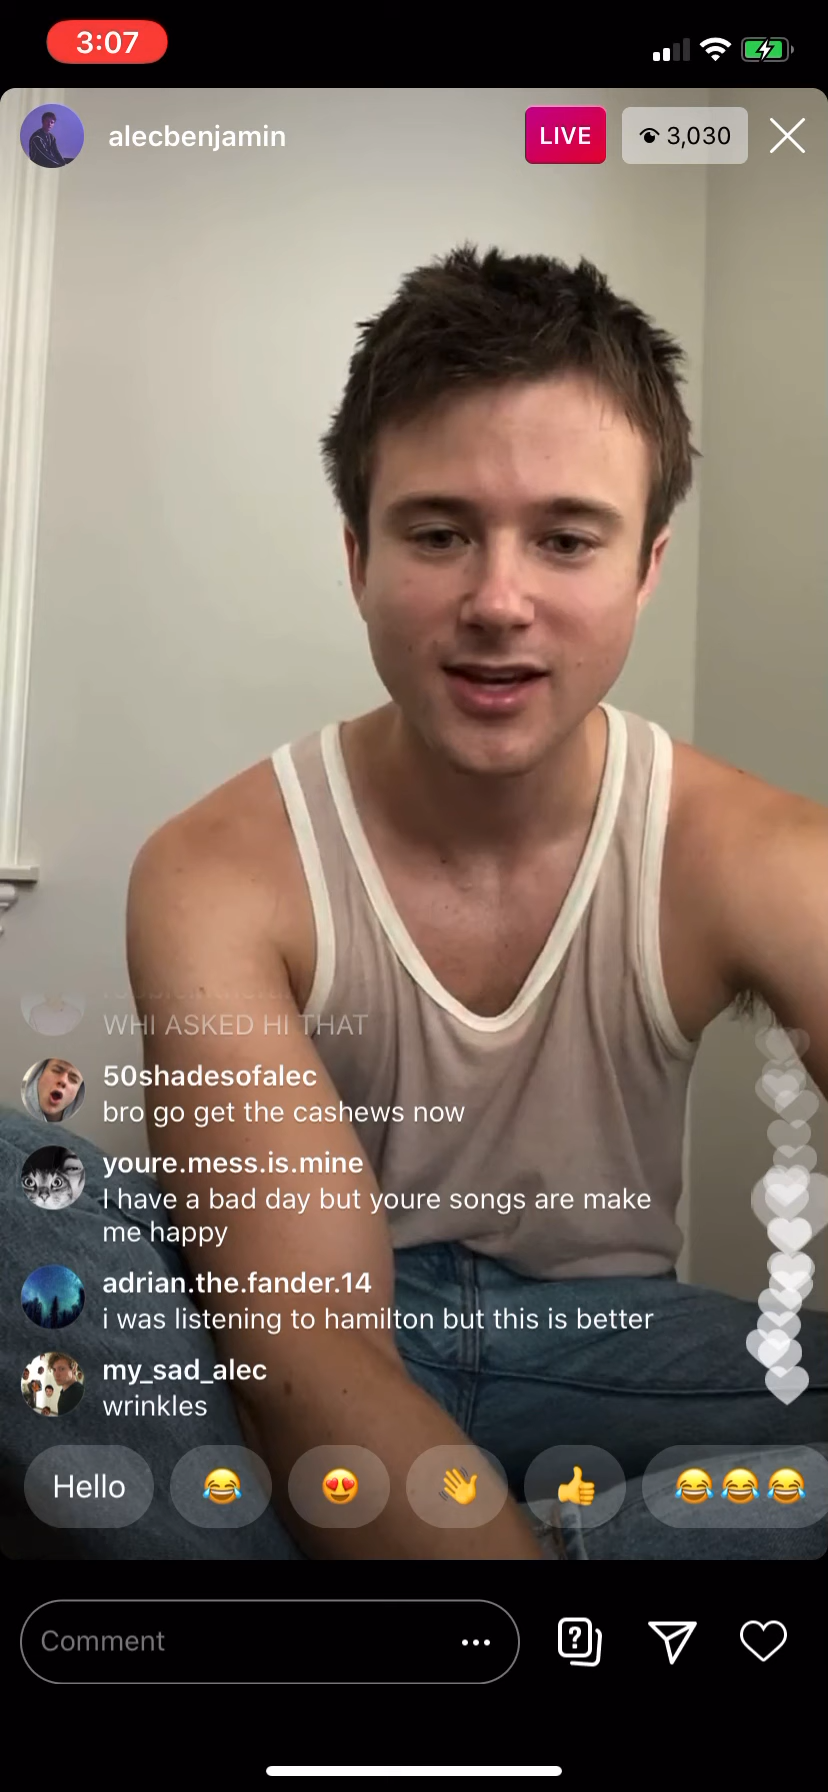 3:07
alecbenjamin
LIVE
3,030
WHI ASKED HI THAT
50shadesofalec
bro go get the cashews now
youre.mess.is.mine
I have a bad day but youre songs are make
me happy
adrian.the.fander.14
i was listening to hamilton but this is better
my_sad_alec
wrinkles
Hello
Comment